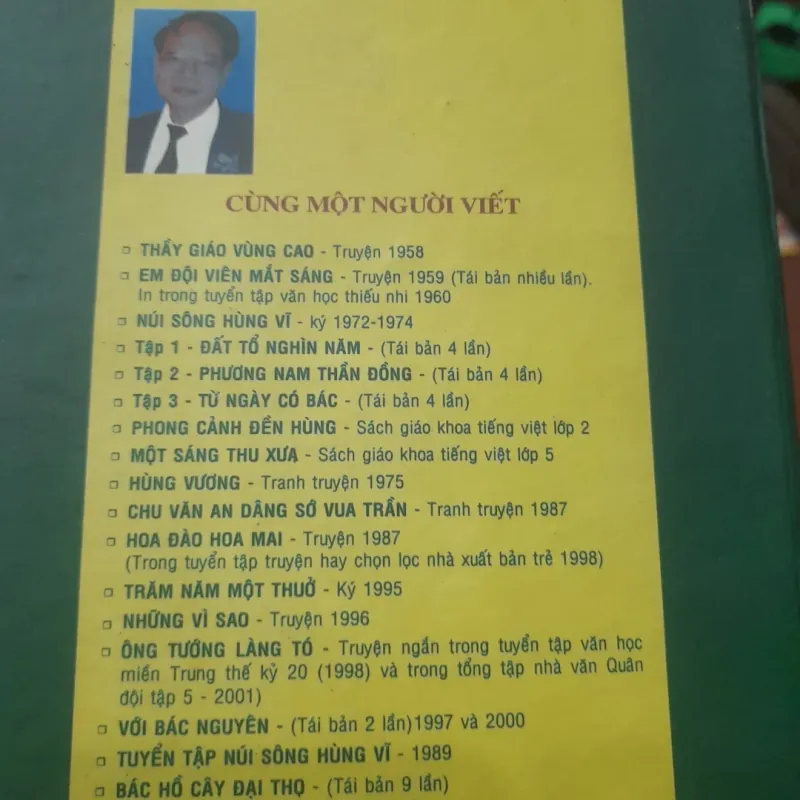 CÙNG MỘT NGƯỜI VIẾT
THẦY GIÁO VÙNG CAO - Truyện 1958
EM ĐỘI VIÊN MẮT SÁNG - Truyện 1959 (Tái bản nhiều lần).
In trong tuyển tập văn học thiếu nhi 1960
NÚI SÔNG HÙNG VĨ - ký 1972-1974
Tập 1 - ĐẤT TỔ NGHÌN NĂM - (Tái bản 4 lần)
Tập 2 - PHƯƠNG NAM THẦN ĐỒNG - (Tái bản 4 lần)
Tập 3 - TỪ NGÀY CÓ BÁC - (Tái bản 4 lần)
PHONG CẢNH ĐỀN HÙNG - Sách giáo khoa tiếng việt lớp 2
MỘT SÁNG THU XƯA - Sách giáo khoa tiếng việt lớp 5
HÙNG VƯƠNG - Tranh truyện 1975
CHU VĂN AN DÂNG SỚ VUA TRẦN - Tranh truyện 1987
HOA ĐÀO HOA MAI - Truyện 1987
(Trong tuyển tập truyện hay chọn lọc nhà xuất bản trẻ 1998)
TRĂM NĂM MỘT THUỞ - Ký 1995
NHỮNG VÌ SAO - Truyện 1996
ÔNG TƯỚNG LÀNG TÓ - Truyện ngắn trong tuyển tập văn học
miền Trung thế kỷ 20 (1998) và trong tổng tập nhà văn Quân
đội tập 5 - 2001)
VỚI BÁC NGUYÊN - (Tái bản 2 lần)1997 và 2000
TUYỂN TẬP NÚI SÔNG HÙNG VĨ - 1989
BÁC HỒ CÂY ĐẠI THỌ - (Tái bản 9 lần)